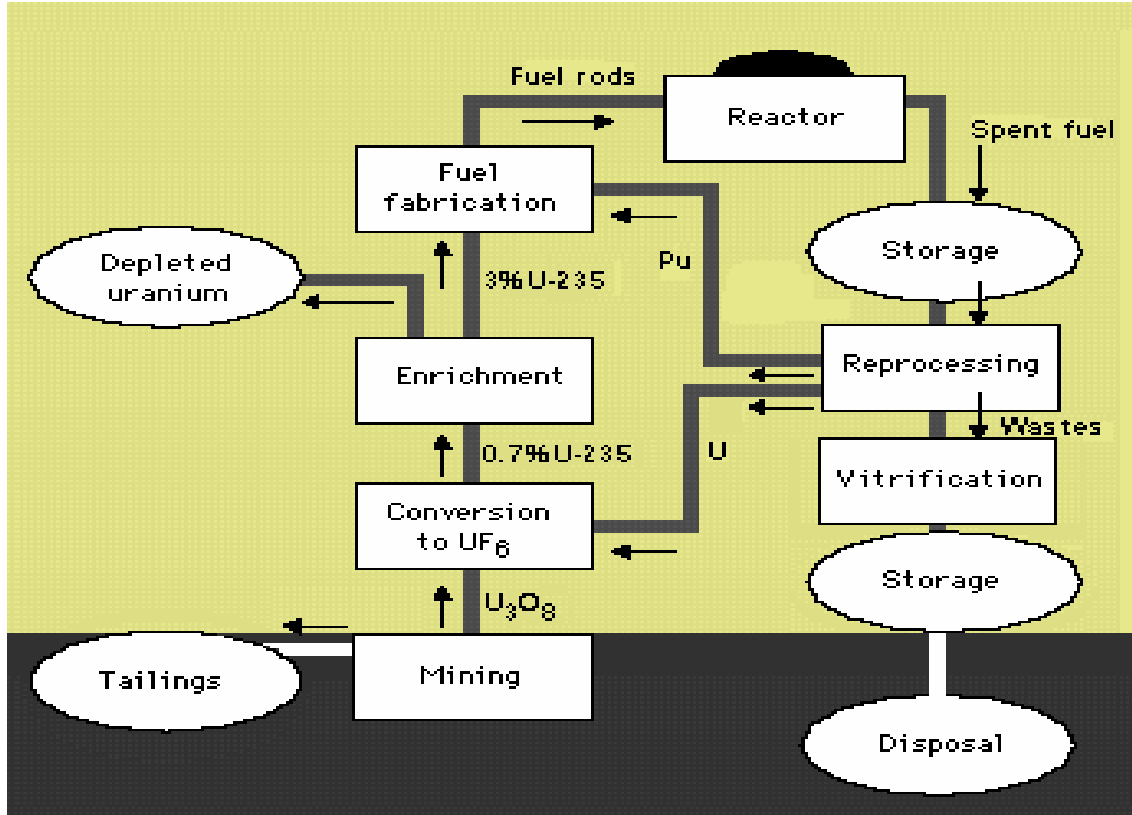 Fuel rods
Reactor
Spent fuel
Fuel
fabrication
Storage
Depleted
uranium
Pu
3%U-235
Enrichment
Reprocessing
0.7%U-235
U
Wastes
Vitrification
Conversion
to UF6
Storage
U3O8
Tailings
Mining
Disposal